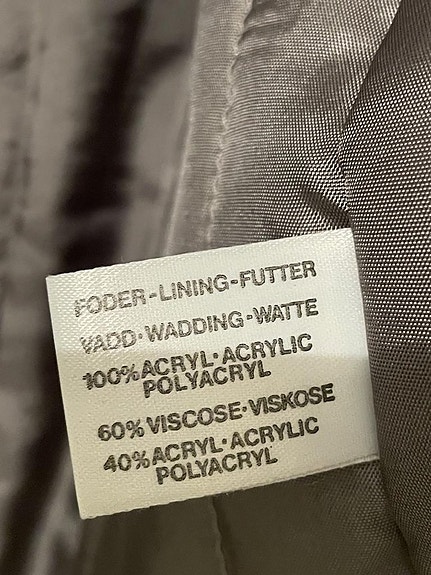 FODER-LINING-FUTTER
VADD·WADDING·WATTE
100% ACRYL·ACRYLIC
POLYACRYL
60% VISCOSE·VISKOSE
40% ACRYL·ACRYLIC
POLYACRYL